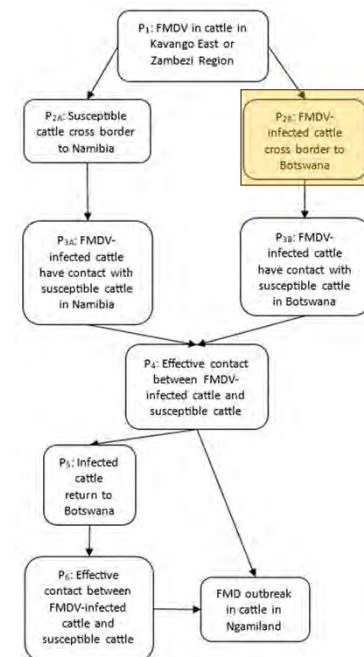 P1: FMDV in cattle in
Kavango East or
Zambezi Region
P2A: Susceptible
cattle cross border
to Namibia
P2B: FMDV-
infected cattle
cross border to
Botswana
P3A: FMDV-
infected cattle
have contact with
susceptible cattle
in Namibia
P3B: FMDV-
infected cattle
have contact with
susceptible cattle
in Botswana
P4: Effective contact
between FMDV-
infected cattle and
susceptible cattle
P5: Infected
cattle
return to
Botswana
P6: Effective
contact between
FMDV-infected
cattle and
susceptible cattle
FMD outbreak
in cattle in
Ngamiland